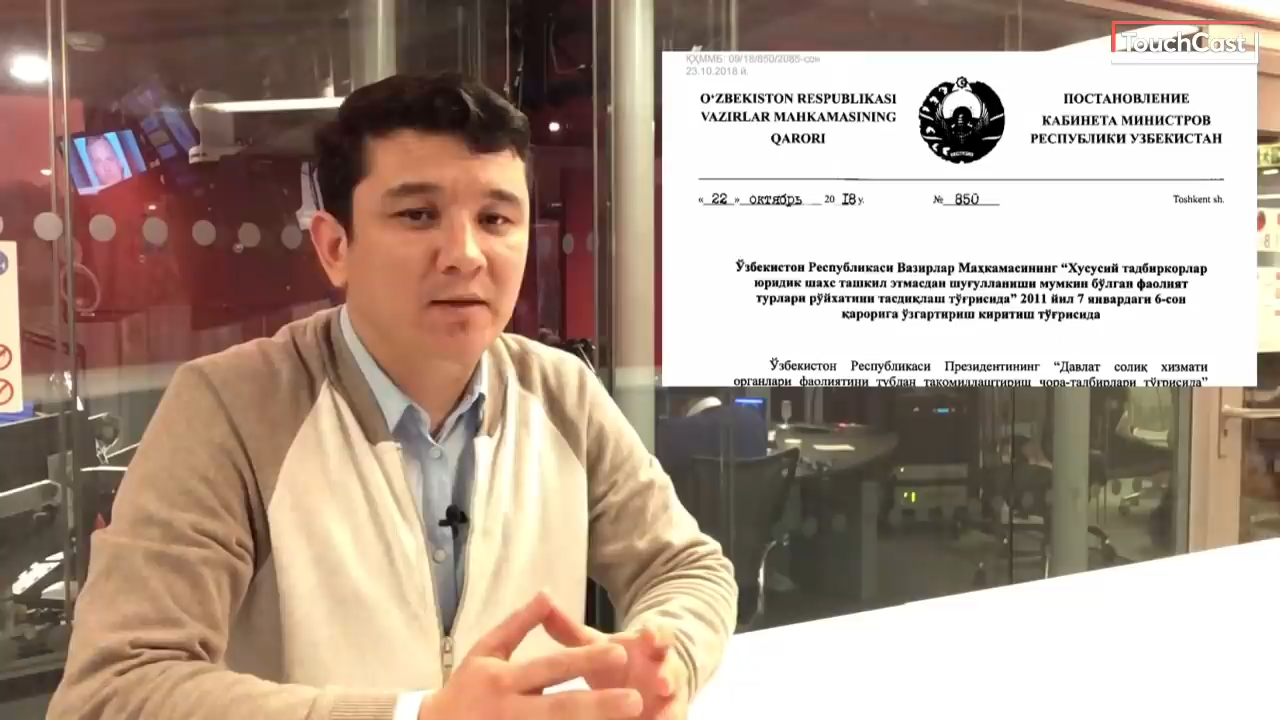 TouchCast
ҚҲММБ: 09/18/850/2085-сон
23.10.2018 й.
O‘ZBEKISTON RESPUBLIKASI
VAZIRLAR MAHKAMASINING
QARORI
ПОСТАНОВЛЕНИЕ
КАБИНЕТА МИНИСТРОВ
РЕСПУБЛИКИ УЗБЕКИСТАН
« 22 » октябрь 20 18 y. № 850 Toshkent sh.
Ўзбекистон Республикаси Вазирлар Маҳкамасининг “Хусусий тадбиркорлар
юридик шахс ташкил этмасдан шуғулланиши мумкин бўлган фаолият
турлари рўйхатини тасдиқлаш тўғрисида” 2011 йил 7 январдаги 6-сон
қарорига ўзгартириш киритиш тўғрисида
Ўзбекистон Республикаси Президентининг “Давлат солиқ хизмати
органлари фаолиятини тубдан такомиллаштириш чора-тадбирлари тўғрисида”